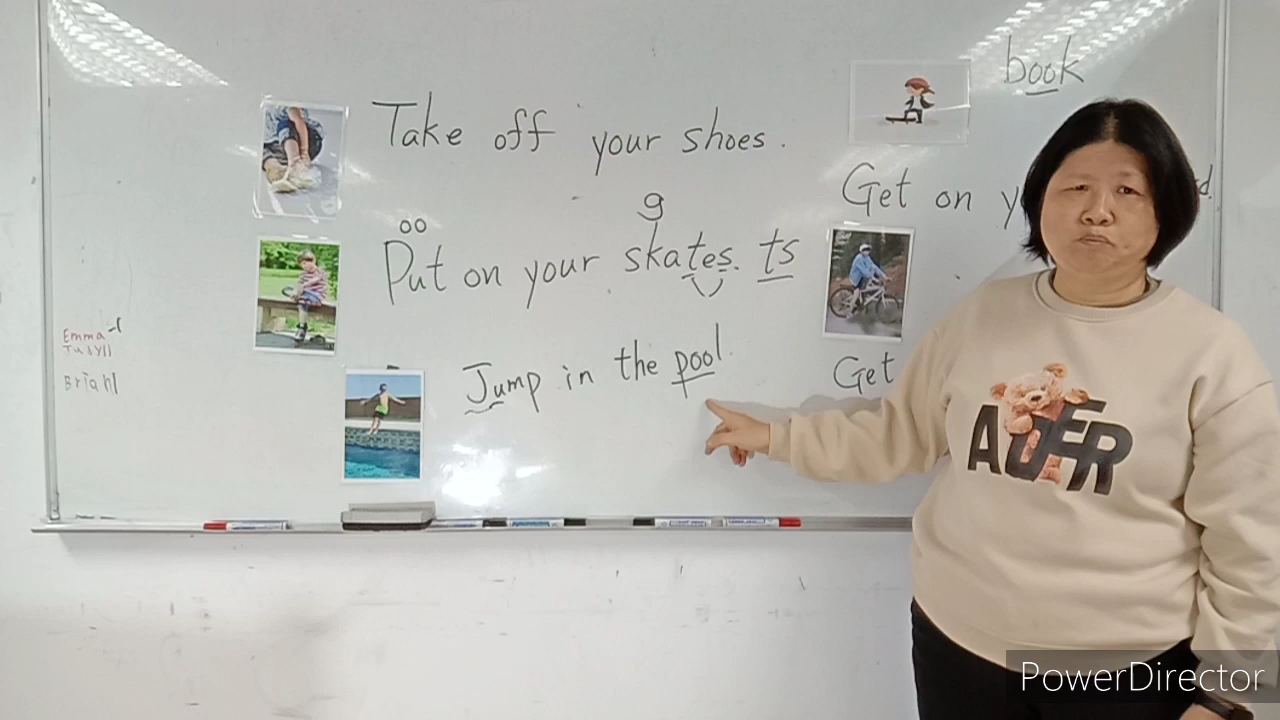 book
Take off your shoes.
Get on
oo
g
Put on your skates. ts
Jump in the pool.
Get
Emma
Brian
PowerDirector